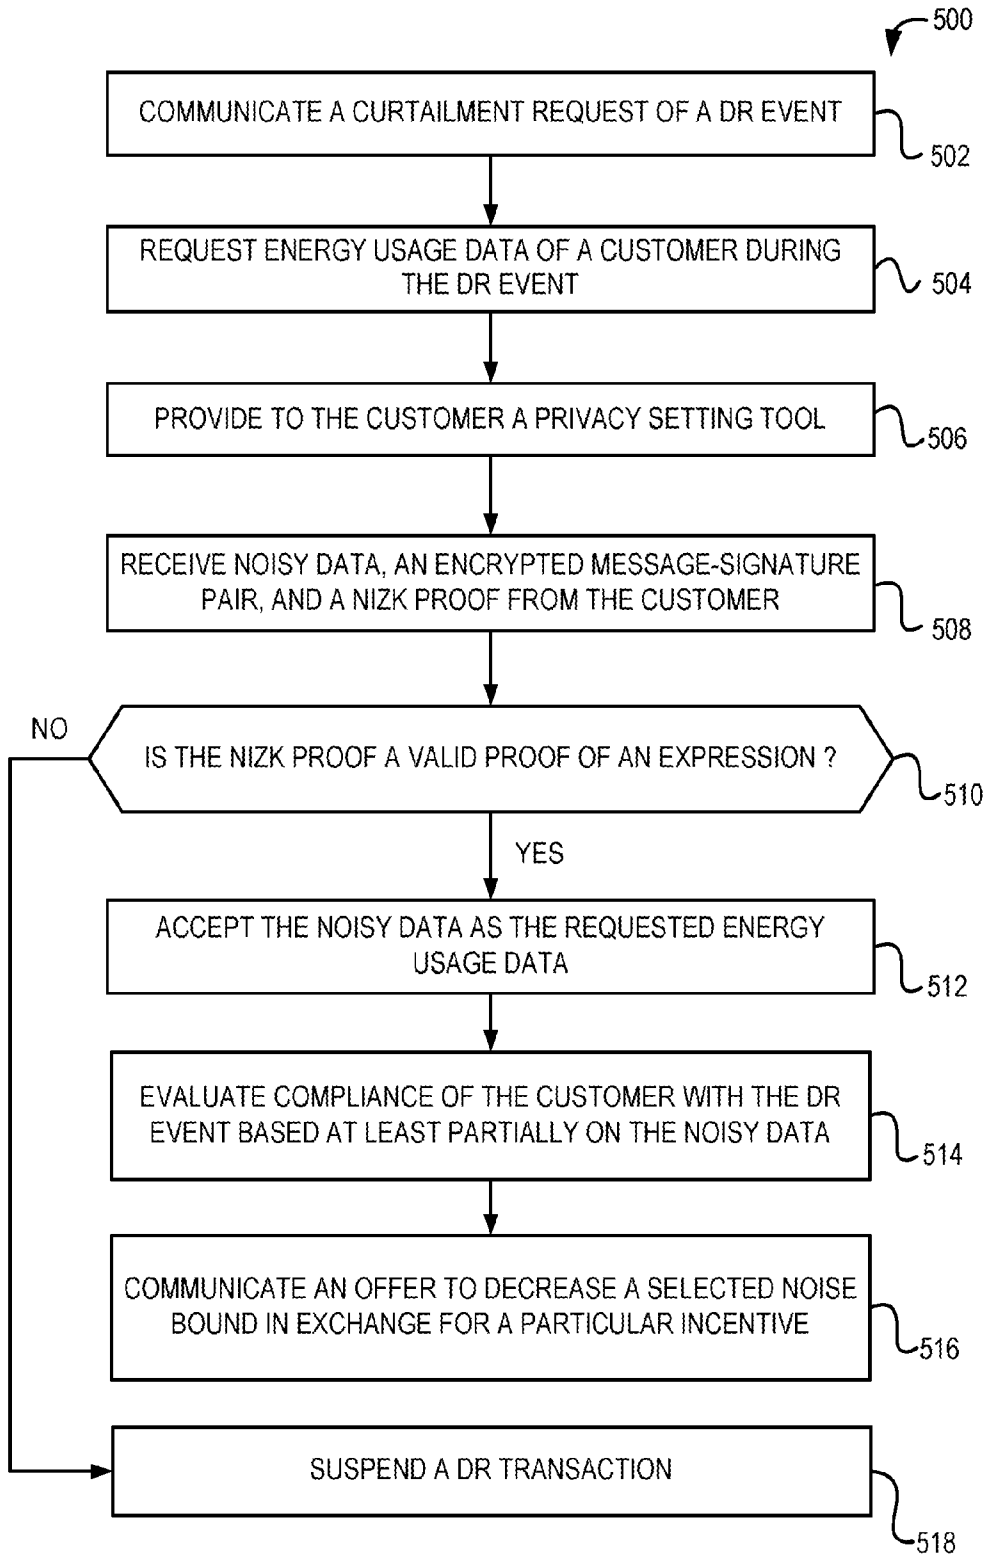 500
COMMUNICATE A CURTAILMENT REQUEST OF A DR EVENT
502
REQUEST ENERGY USAGE DATA OF A CUSTOMER DURING
THE DR EVENT
504
PROVIDE TO THE CUSTOMER A PRIVACY SETTING TOOL
506
RECEIVE NOISY DATA, AN ENCRYPTED MESSAGE-SIGNATURE
PAIR, AND A NIZK PROOF FROM THE CUSTOMER
508
NO
IS THE NIZK PROOF A VALID PROOF OF AN EXPRESSION ?
510
YES
ACCEPT THE NOISY DATA AS THE REQUESTED ENERGY
USAGE DATA
512
EVALUATE COMPLIANCE OF THE CUSTOMER WITH THE DR
EVENT BASED AT LEAST PARTIALLY ON THE NOISY DATA
514
COMMUNICATE AN OFFER TO DECREASE A SELECTED NOISE
BOUND IN EXCHANGE FOR A PARTICULAR INCENTIVE
516
SUSPEND A DR TRANSACTION
518